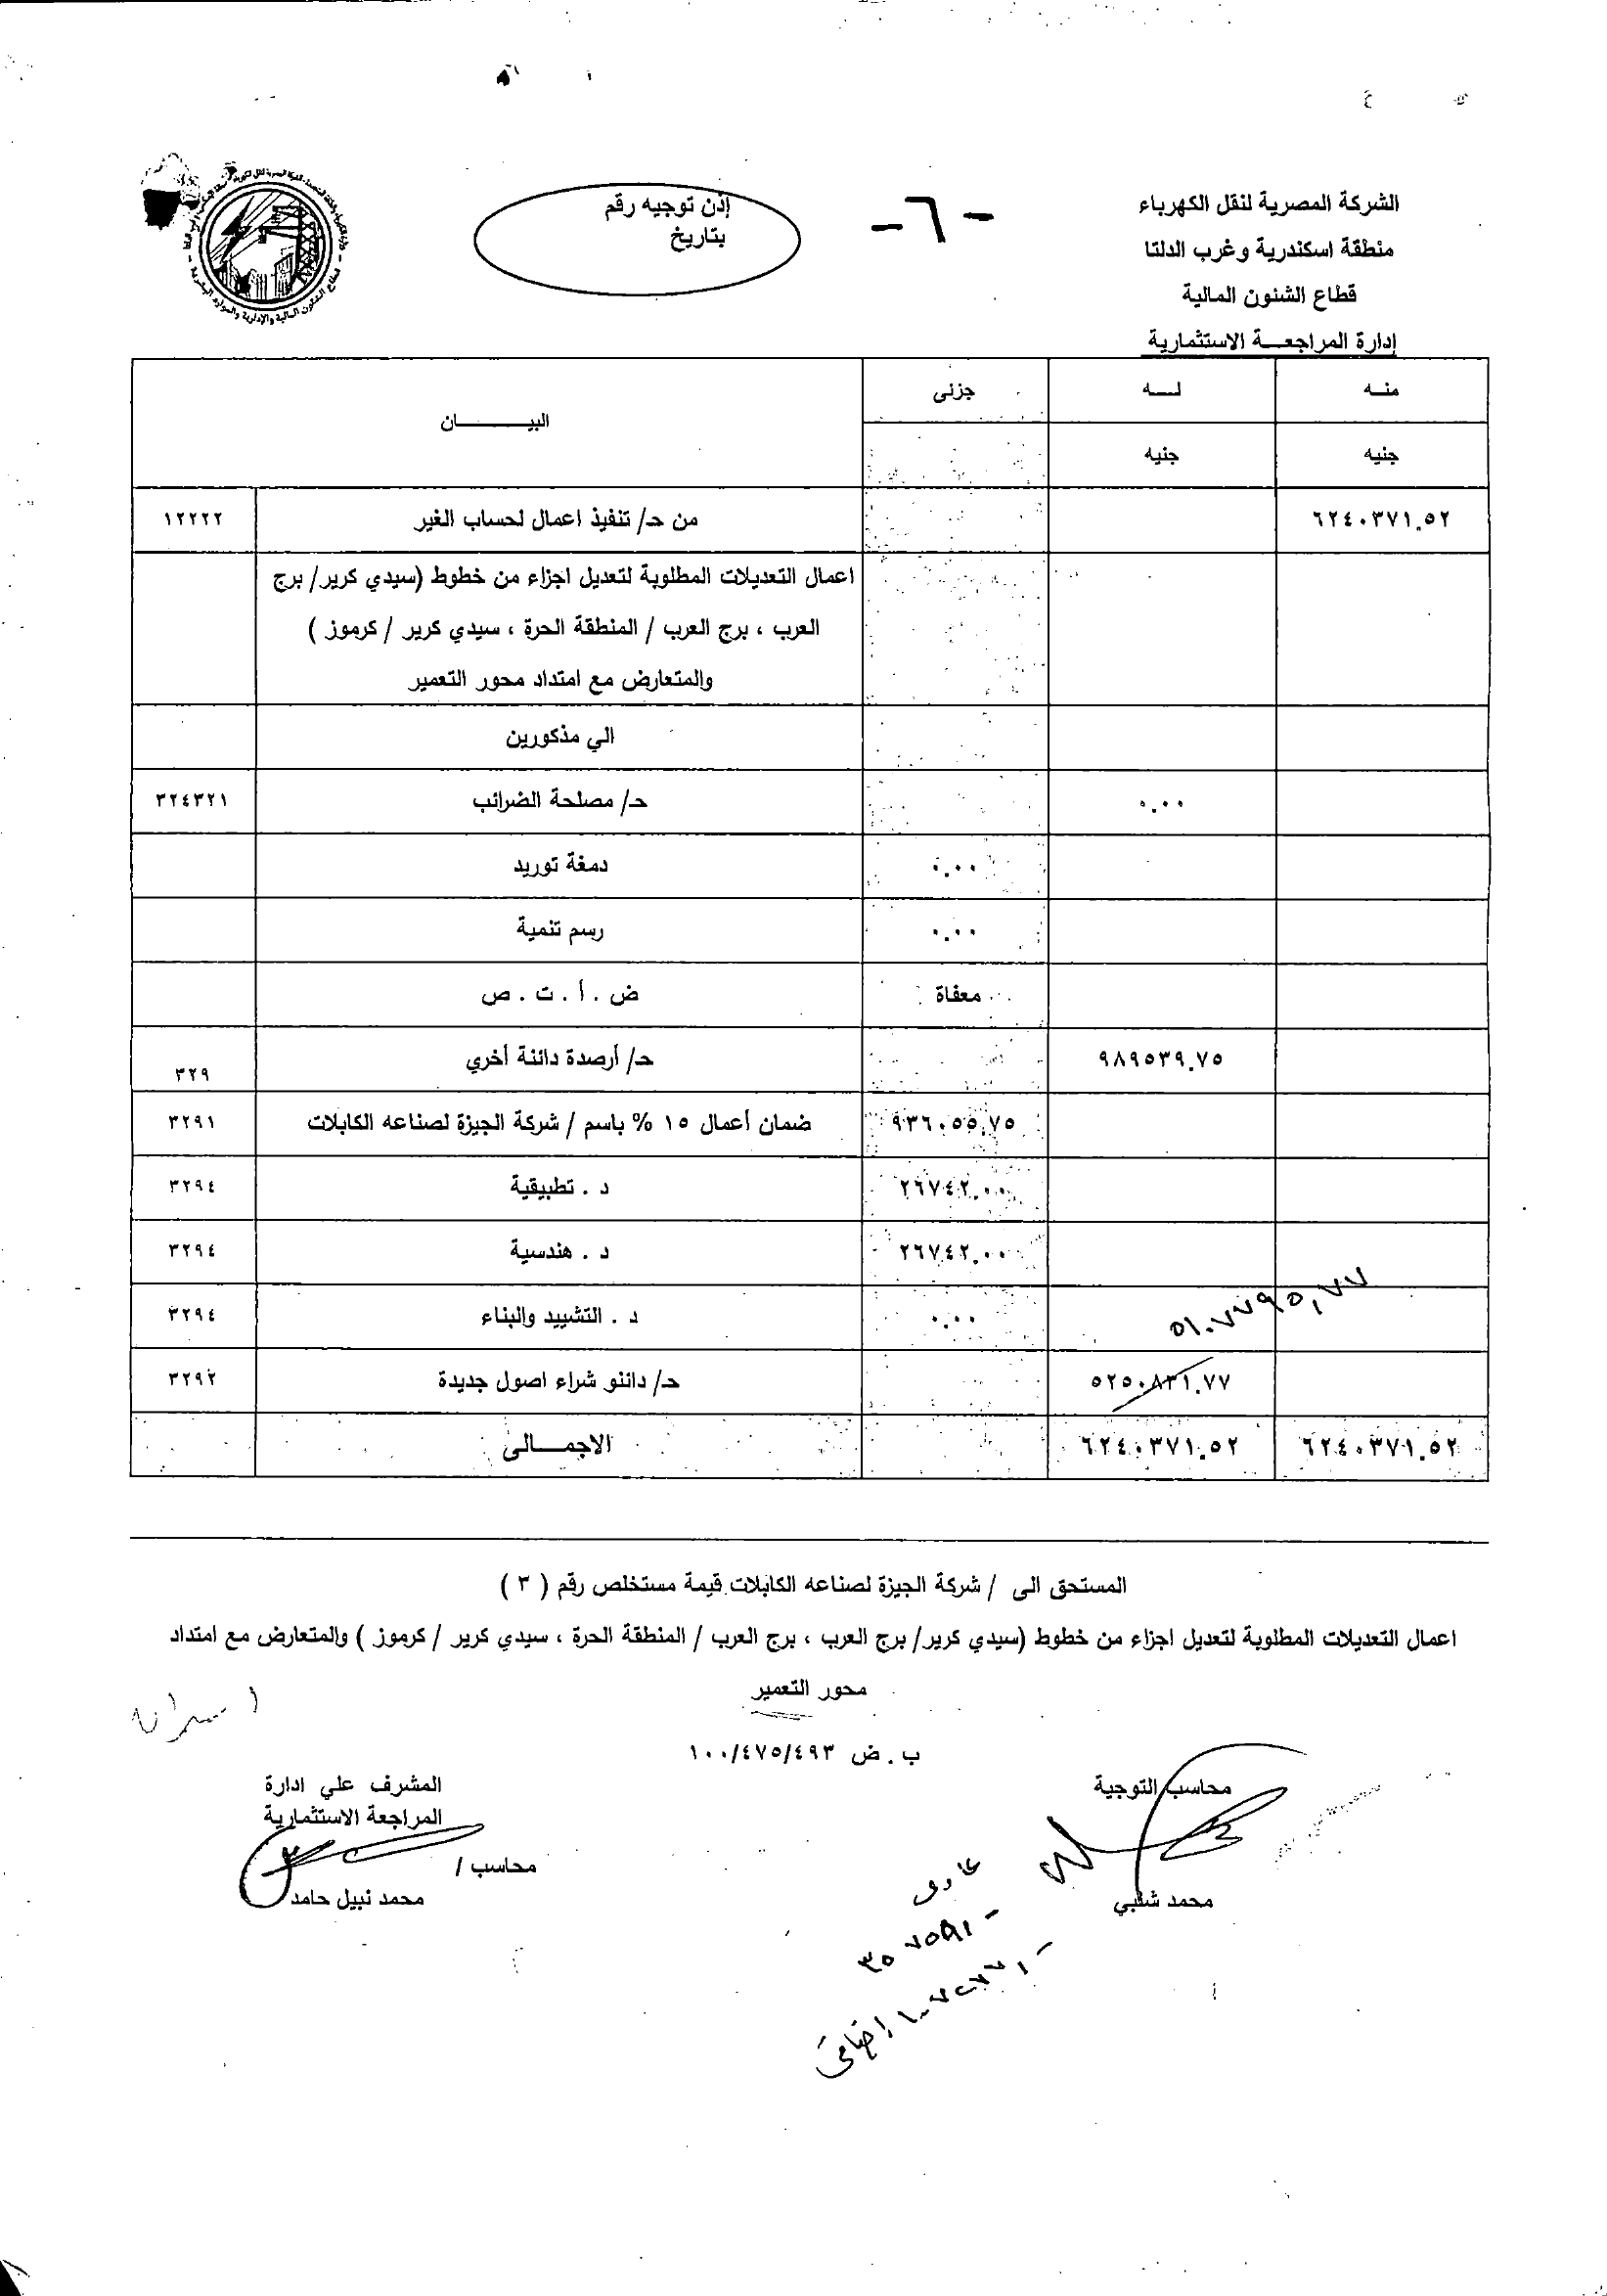 الشركة المصرية لنقل الكهرباء
منطقة اسكندرية وغرب الدلتا
قطاع الشئون المالية
إدارة المراجعـــة الاستثمارية
-٦-
إذن توجيه رقم
بتاريخ
منـه لـــه جزئى البيـــــــــان
جنيه جنيه
٦٢٤٠٣٧١.٥٢ من حـ/ تنفيذ اعمال لحساب الغير ١٢٢٢٢
اعمال التعديلات المطلوبة لتعديل اجزاء من خطوط (سيدي كرير/ برج
العرب ، برج العرب / المنطقة الحرة ، سيدي كرير / كرموز )
والمتعارض مع امتداد محور التعمير
الي مذكورين
٠.٠٠ حـ/ مصلحة الضرائب ٣٢٤٣٢١
٠.٠٠ دمغة توريد
٠.٠٠ رسم تنمية
معفاة ض . أ . ت . ص
٩٨٩٥٣٩.٧٥ حـ/ أرصدة دائنة أخري ٣٢٩
٩٣٦٠٥٥.٧٥ ضمان أعمال ١٥ % باسم / شركة الجيزة لصناعه الكابلات ٣٢٩١
٢٦٧٤٢.٠٠ د . تطبيقية ٣٢٩٤
٢٦٧٤٢.٠٠ د . هندسية ٣٢٩٤
٥١٠٧٧٩٥,٧٧
٠.٠٠ د . التشييد والبناء ٣٢٩٤
٥٢٥٠٨٣١.٧٧ حـ/ دائنو شراء اصول جديدة ٣٢٩٢
٦٢٤٠٣٧١.٥٢ ٦٢٤٠٣٧١.٥٢ الاجمـــالى
المستحق الى / شركة الجيزة لصناعه الكابلات قيمة مستخلص رقم ( ٣ )
اعمال التعديلات المطلوبة لتعديل اجزاء من خطوط (سيدي كرير/ برج العرب ، برج العرب / المنطقة الحرة ، سيدي كرير / كرموز ) والمتعارض مع امتداد
محور التعمير
ب . ض ١٠٠/٤٧٥/٤٩٣
محاسب التوجية
محمد شلبي
المشرف علي ادارة
المراجعة الاستثمارية
محاسب /
محمد نبيل حامد